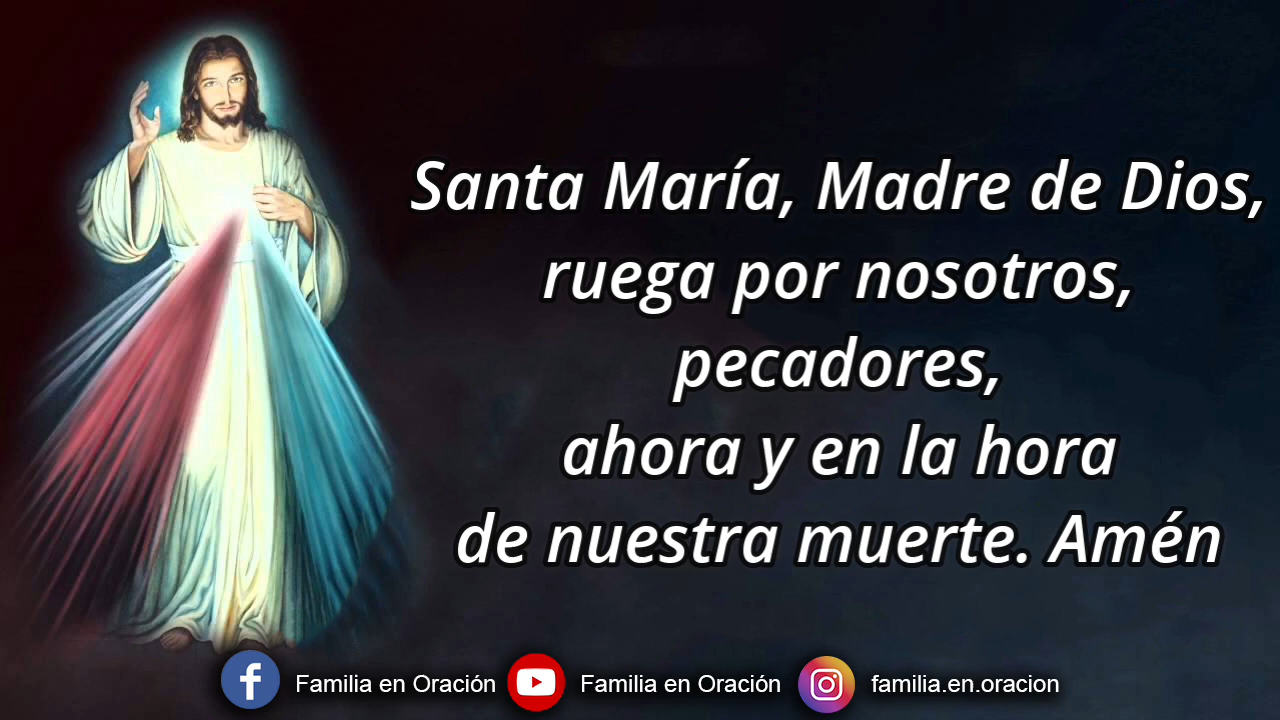 Santa María, Madre de Dios,
ruega por nosotros,
pecadores,
ahora y en la hora
de nuestra muerte. Amén
Familia en Oración Familia en Oración familia.en.oracion